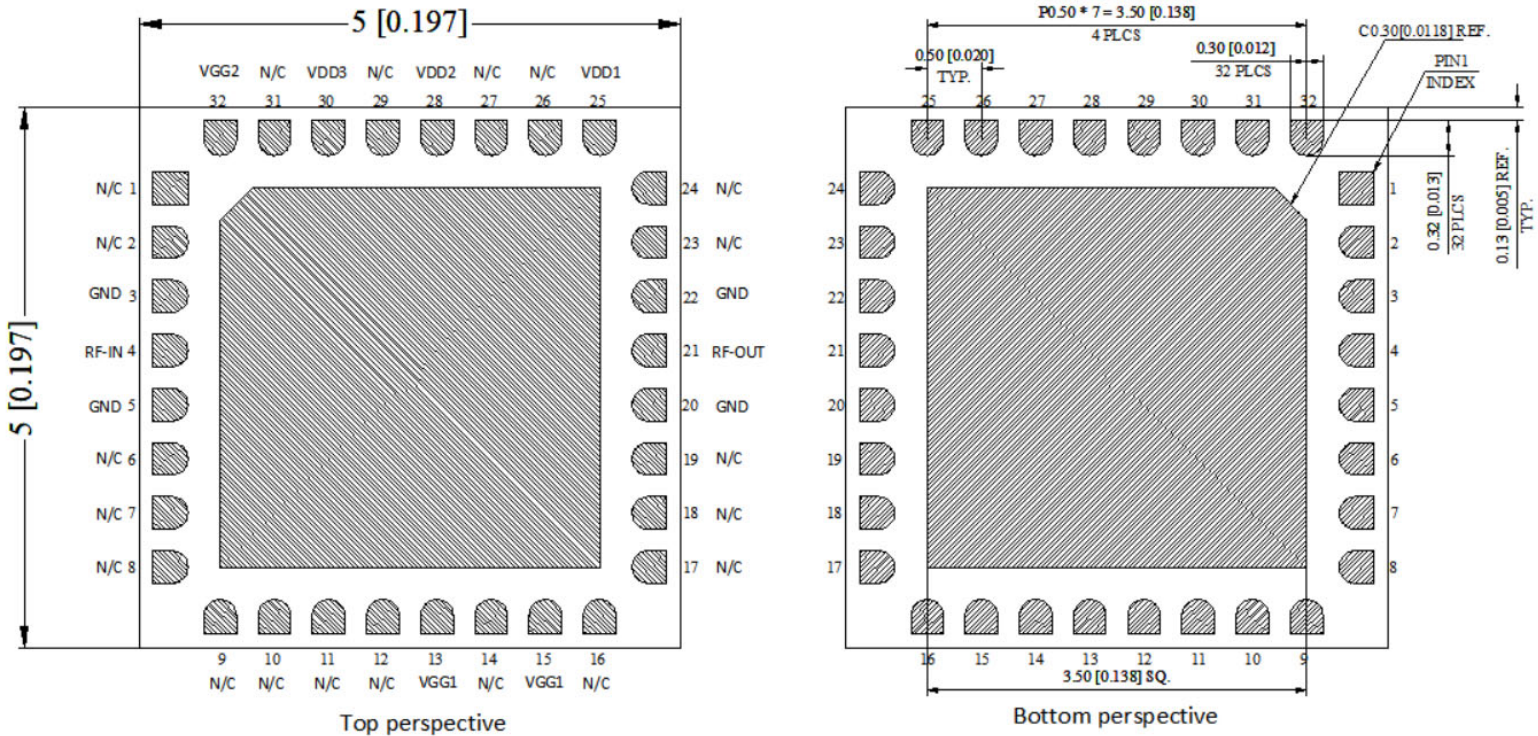 5 [0.197]
VGG2 N/C VDD3 N/C VDD2 N/C N/C VDD1
32 31 30 29 28 27 26 25
5 [0.197]
N/C 1
N/C 2
GND 3
RF-IN 4
GND 5
N/C 6
N/C 7
N/C 8
24 N/C
23 N/C
22 GND
21 RF-OUT
20 GND
19 N/C
18 N/C
17 N/C
9 10 11 12 13 14 15 16
N/C N/C N/C N/C VGG1 N/C VGG1 N/C
Top perspective
P0.50 * 7 = 3.50 [0.138]
4 PLCS
0.50 [0.020]
TYP.
0.30 [0.012]
32 PLCS
C0.30[0.0118] REF.
PIN1
INDEX
25 26 27 28 29 30 31 32
24
23
22
21
20
19
18
17
1
2
3
4
5
6
7
8
0.32 [0.013]
32 PLCS
0.13 [0.005] REF.
TYP.
16 15 14 13 12 11 10 9
3.50 [0.138] SQ.
Bottom perspective